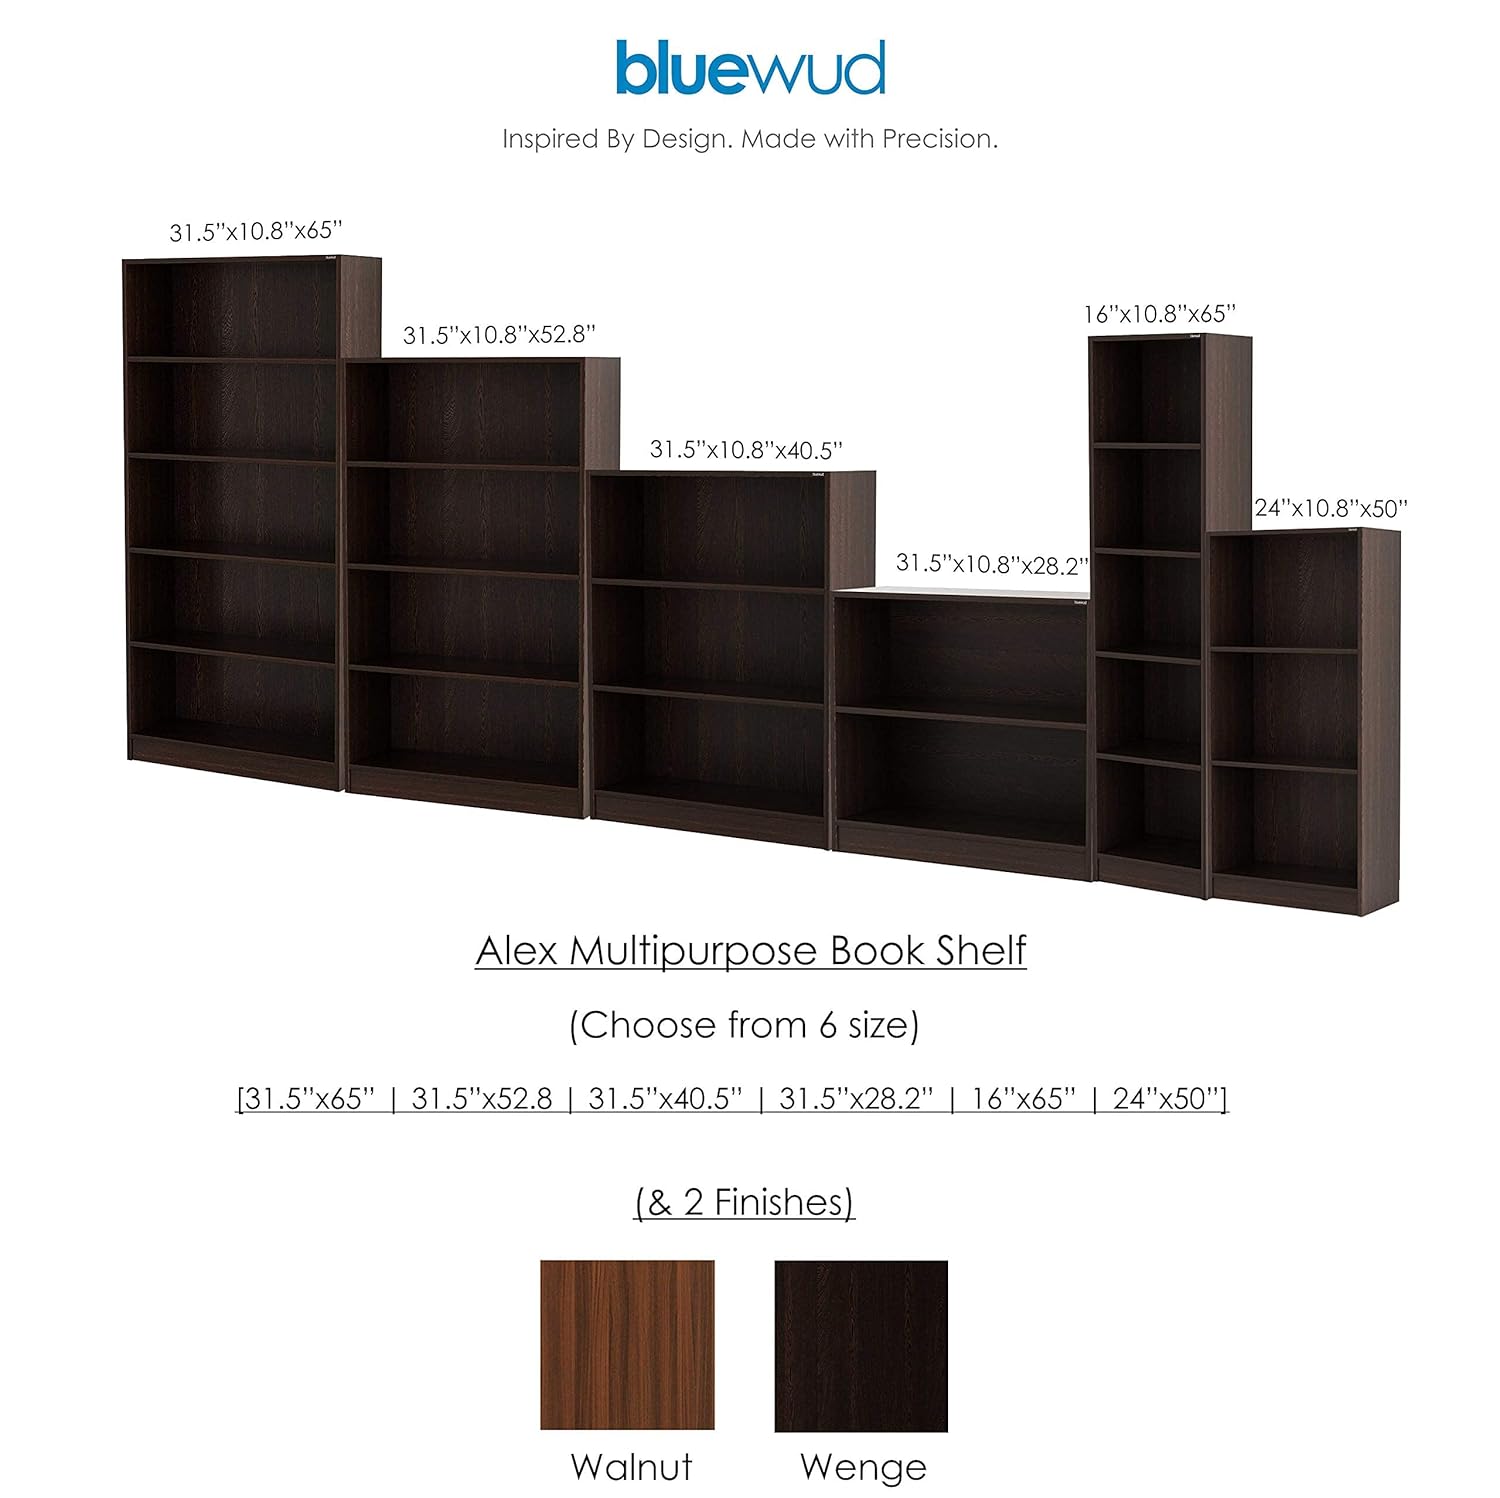 bluewud
Inspired By Design. Made with Precision.
31.5”x10.8”x65”
31.5”x10.8”x52.8”
31.5”x10.8”x40.5”
31.5”x10.8”x28.2”
16”x10.8”x65”
24”x10.8”x50”
Alex Multipurpose Book Shelf
(Choose from 6 size)
[31.5”x65” | 31.5”x52.8 | 31.5”x40.5” | 31.5”x28.2” | 16”x65” | 24”x50”]
(& 2 Finishes)
Walnut
Wenge